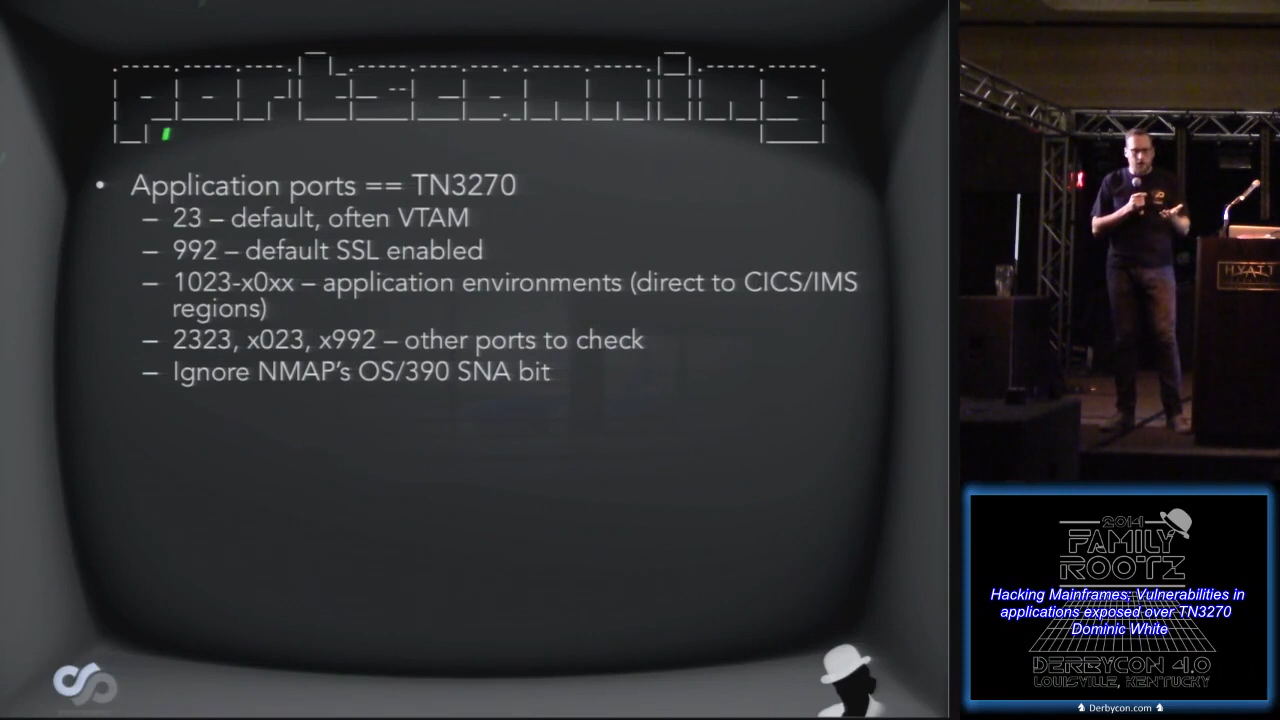 portscanning
• Application ports == TN3270
– 23 – default, often VTAM
– 992 – default SSL enabled
– 1023-x0xx – application environments (direct to CICS/IMS
regions)
– 2323, x023, x992 – other ports to check
– Ignore NMAP’s OS/390 SNA bit
HYATT
2014
FAMILY
ROOTZ
Hacking Mainframes; Vulnerabilities in
applications exposed over TN3270
Dominic White
DERBYCON 4.0
LOUISVILLE, KENTUCKY
Derbycon.com